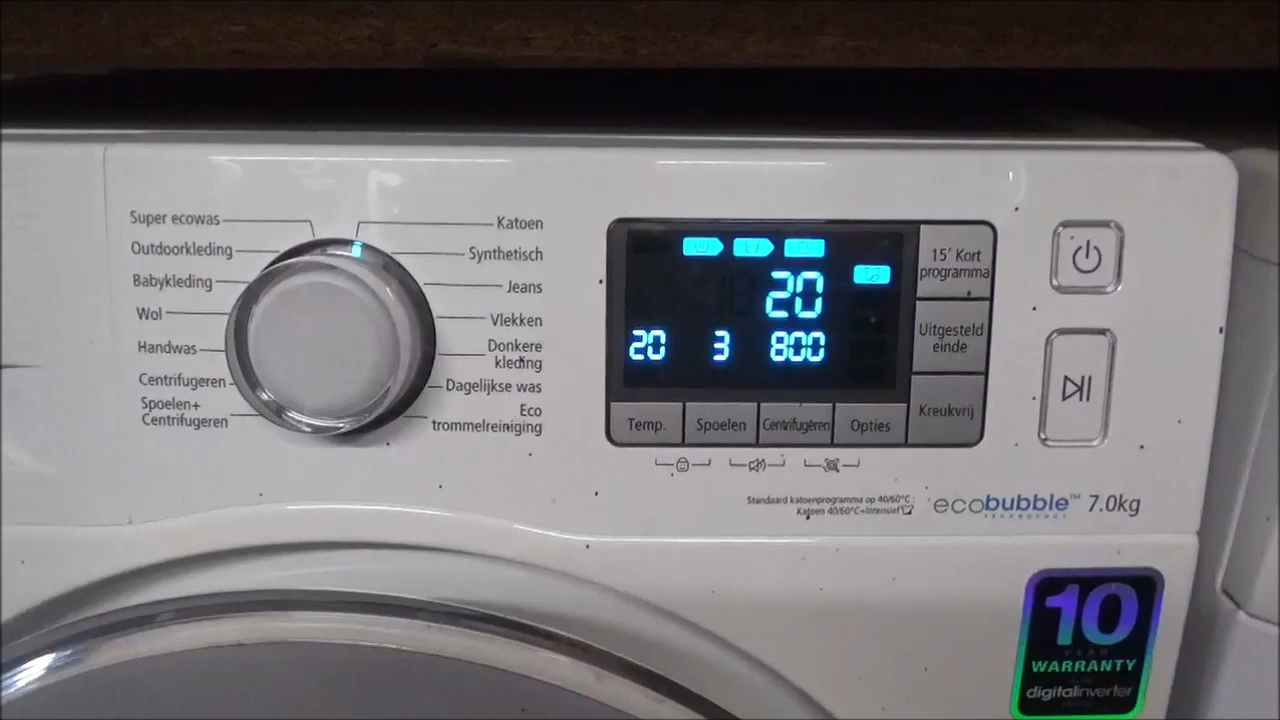 Super ecowas
Outdoorkleding
Babykleding
Wol
Handwas
Centrifugeren
Spoelen+
Centrifugeren
Katoen
Synthetisch
Jeans
Vlekken
Donkere
kleding
Dagelijkse was
Eco
trommelreiniging
20
20 3 800
Temp. Spoelen Centrifugeren Opties
15' Kort
programma
Uitgesteld
einde
Kreukvrij
Standaard katoenprogramma op 40/60°C:
Katoen 40/60°C+Intensief
ecobubble™ 7.0kg
TECHNOLOGY
10
YEAR
WARRANTY
digitalinverter